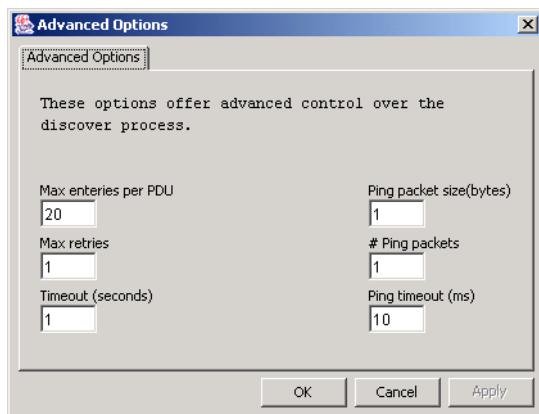 Advanced Options
Advanced Options
These options offer advanced control over the
discover process.
Max enteries per PDU
20
Max retries
1
Timeout (seconds)
1
Ping packet size(bytes)
1
# Ping packets
1
Ping timeout (ms)
10
OK
Cancel
Apply